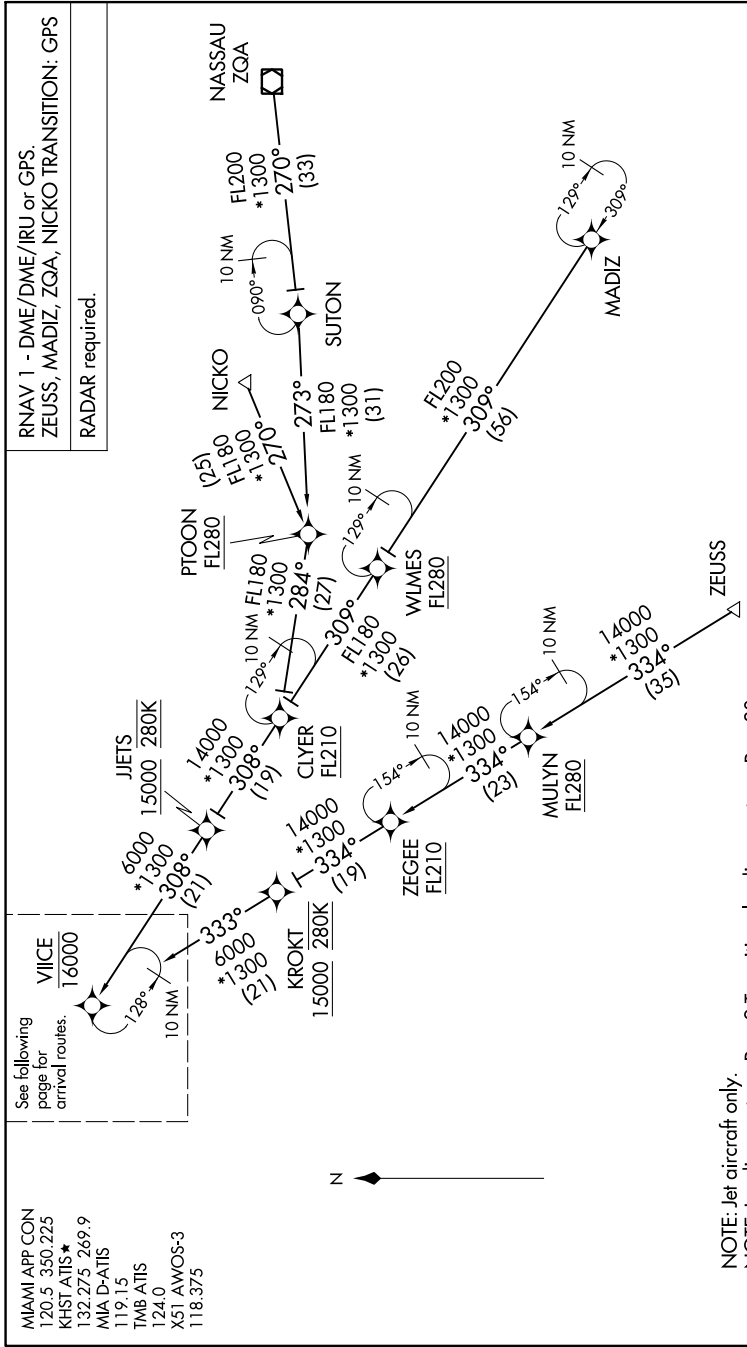 RNAV 1 - DME/DME/IRU or GPS.
ZEUSS, MADIZ, ZQA, NICKO TRANSITION: GPS
RADAR required.
MIAMI APP CON
120.5 350.225
KHST ATIS★
132.275 269.9
MIA D-ATIS
119.15
TMB ATIS
124.0
X51 AWOS-3
118.375
See following
page for
arrival routes.
VIICE
16000
128°
10 NM
6000
*1300
308°
(21)
JJETS
15000 280K
14000
*1300
308°
(19)
CLYER
FL210
129°
10 NM
FL180
*1300
284°
(27)
PTOON
FL280
(25)
FL180
*1300
270°
NICKO
273°
FL180
*1300
(31)
SUTON
090°
10 NM
FL200
*1300
270°
(33)
NASSAU
ZQA
309°
FL180
*1300
(26)
WLMES
FL280
129°
10 NM
FL200
*1300
309°
(56)
MADIZ
129°
309°
10 NM
333°
6000
*1300
(21)
KROKT
15000 280K
14000
*1300
334°
(19)
ZEGEE
FL210
154°
10 NM
14000
*1300
334°
(23)
MULYN
FL280
154°
10 NM
14000
*1300
334°
(35)
ZEUSS
N
NOTE: Jet aircraft only.